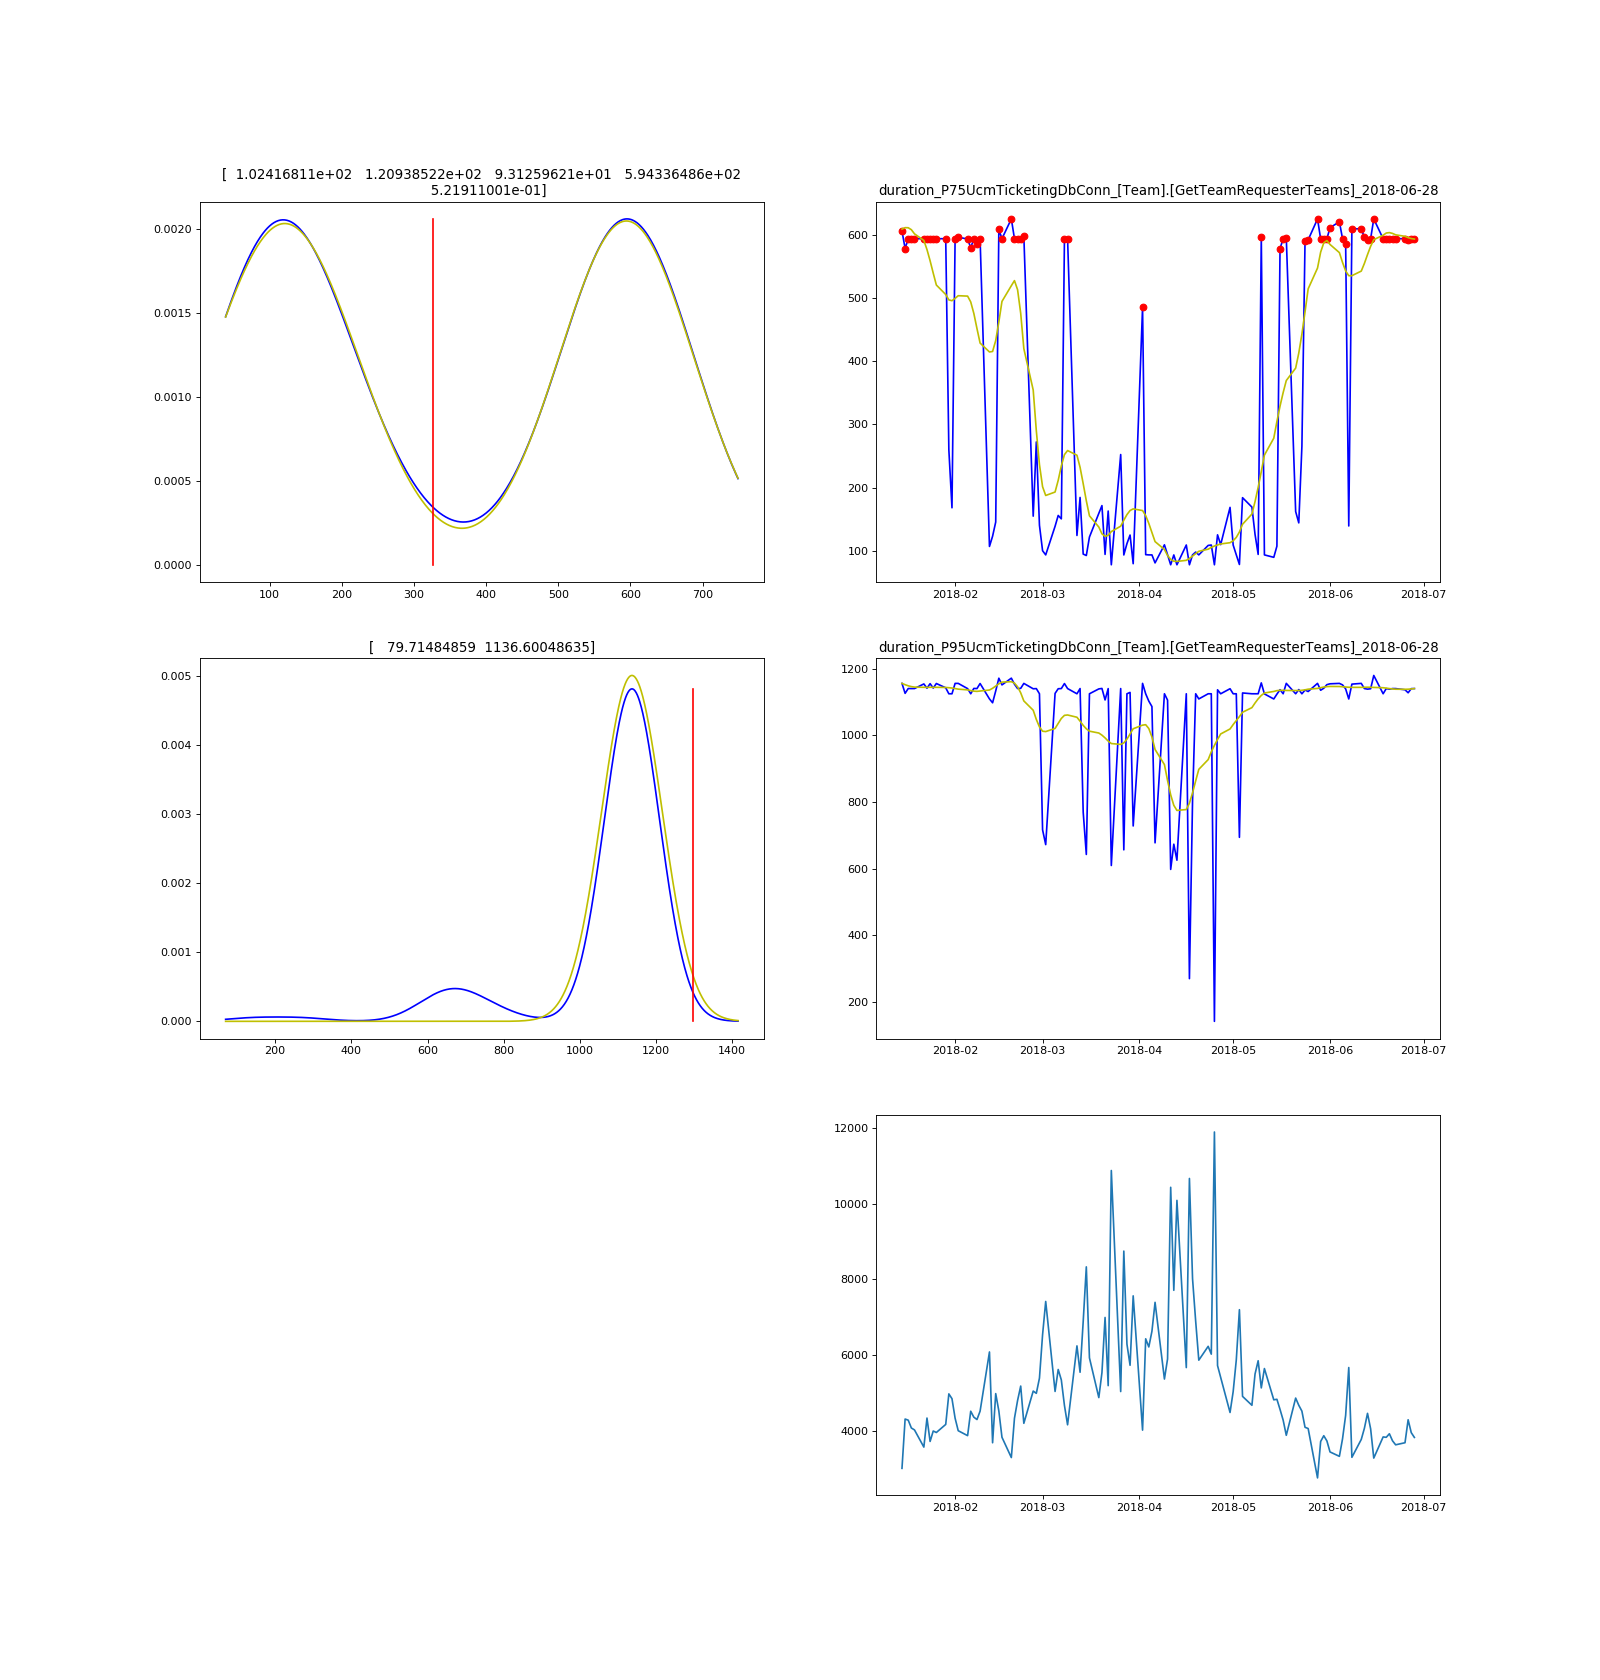 [  1.02416811e+02   1.20938522e+02   9.31259621e+01   5.94336486e+02
5.21911001e-01]
0.0020
0.0015
0.0010
0.0005
0.0000
100 200 300 400 500 600 700
duration_P75UcmTicketingDbConn_[Team].[GetTeamRequesterTeams]_2018-06-28
600
500
400
300
200
100
2018-02 2018-03 2018-04 2018-05 2018-06 2018-07
[   79.71484859  1136.60048635]
0.005
0.004
0.003
0.002
0.001
0.000
200 400 600 800 1000 1200 1400
duration_P95UcmTicketingDbConn_[Team].[GetTeamRequesterTeams]_2018-06-28
1200
1000
800
600
400
200
2018-02 2018-03 2018-04 2018-05 2018-06 2018-07
12000
10000
8000
6000
4000
2018-02 2018-03 2018-04 2018-05 2018-06 2018-07